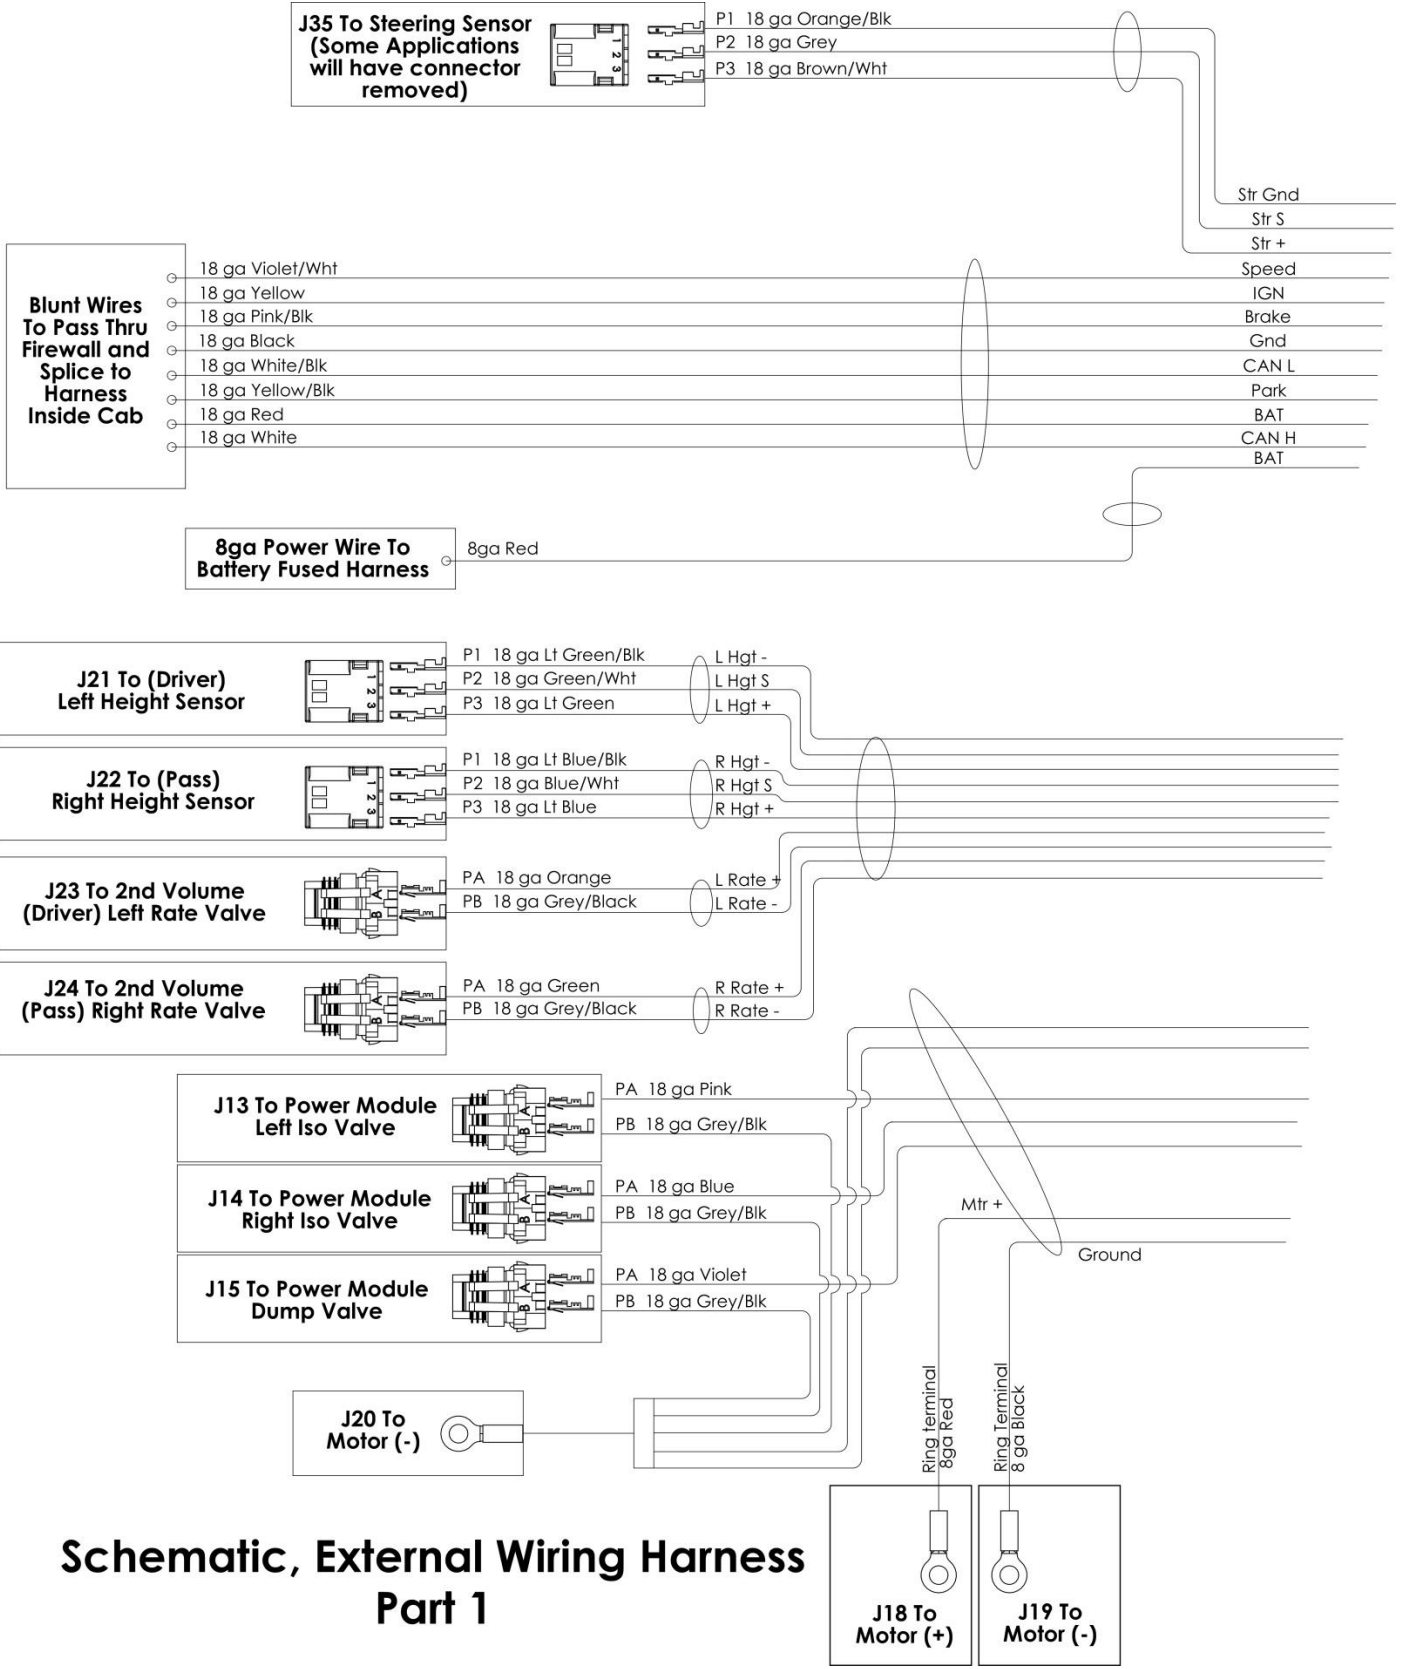 J35 To Steering Sensor
(Some Applications
will have connector
removed)
1
2
3
P1 18 ga Orange/Blk
P2 18 ga Grey
P3 18 ga Brown/Wht
Str Gnd
Str S
Str +
Blunt Wires
To Pass Thru
Firewall and
Splice to
Harness
Inside Cab
18 ga Violet/Wht
Speed
18 ga Yellow
IGN
18 ga Pink/Blk
Brake
18 ga Black
Gnd
18 ga White/Blk
CAN L
18 ga Yellow/Blk
Park
18 ga Red
BAT
18 ga White
CAN H
BAT
8ga Power Wire To
Battery Fused Harness
8ga Red
J21 To (Driver)
Left Height Sensor
1
2
3
P1 18 ga Lt Green/Blk
L Hgt -
P2 18 ga Green/Wht
L Hgt S
P3 18 ga Lt Green
L Hgt +
J22 To (Pass)
Right Height Sensor
1
2
3
P1 18 ga Lt Blue/Blk
R Hgt -
P2 18 ga Blue/Wht
R Hgt S
P3 18 ga Lt Blue
R Hgt +
J23 To 2nd Volume
(Driver) Left Rate Valve
A
B
PA 18 ga Orange
L Rate +
PB 18 ga Grey/Black
L Rate -
J24 To 2nd Volume
(Pass) Right Rate Valve
A
B
PA 18 ga Green
R Rate +
PB 18 ga Grey/Black
R Rate -
J13 To Power Module
Left Iso Valve
A
B
PA 18 ga Pink
PB 18 ga Grey/Blk
J14 To Power Module
Right Iso Valve
A
B
PA 18 ga Blue
PB 18 ga Grey/Blk
J15 To Power Module
Dump Valve
A
B
PA 18 ga Violet
PB 18 ga Grey/Blk
Mtr +
Ground
J20 To
Motor (-)
Ring terminal
8ga Red
Ring Terminal
8 ga Black
J18 To
Motor (+)
J19 To
Motor (-)
Schematic, External Wiring Harness
Part 1